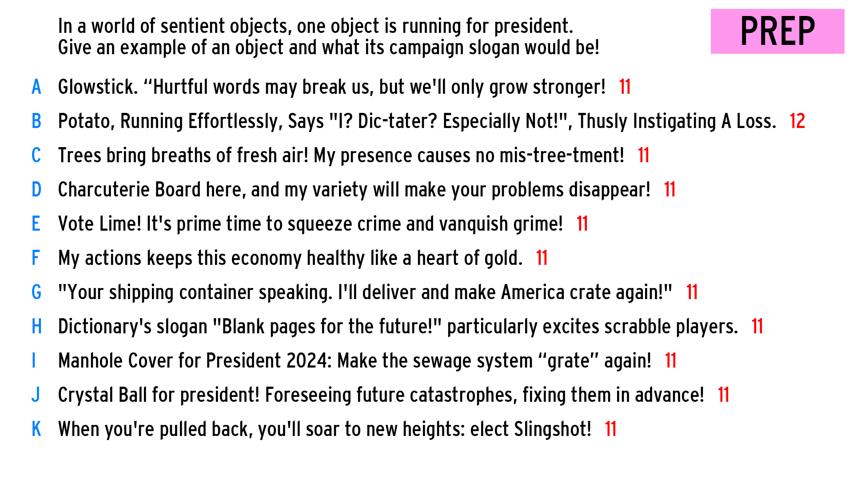 In a world of sentient objects, one object is running for president.
Give an example of an object and what its campaign slogan would be!
PREP
A Glowstick. “Hurtful words may break us, but we'll only grow stronger! 11
B Potato, Running Effortlessly, Says "I? Dic-tater? Especially Not!", Thusly Instigating A Loss. 12
C Trees bring breaths of fresh air! My presence causes no mis-tree-tment! 11
D Charcuterie Board here, and my variety will make your problems disappear! 11
E Vote Lime! It's prime time to squeeze crime and vanquish grime! 11
F My actions keeps this economy healthy like a heart of gold. 11
G "Your shipping container speaking. I'll deliver and make America crate again!" 11
H Dictionary's slogan "Blank pages for the future!" particularly excites scrabble players. 11
I Manhole Cover for President 2024: Make the sewage system “grate” again! 11
J Crystal Ball for president! Foreseeing future catastrophes, fixing them in advance! 11
K When you're pulled back, you'll soar to new heights: elect Slingshot! 11